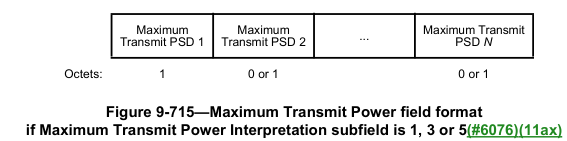 Maximum Transmit PSD 1
Maximum Transmit PSD 2
...
Maximum Transmit PSD N
Octets: 1 0 or 1 0 or 1
Figure 9-715—Maximum Transmit Power field format
if Maximum Transmit Power Interpretation subfield is 1, 3 or 5(#6076)(11ax)